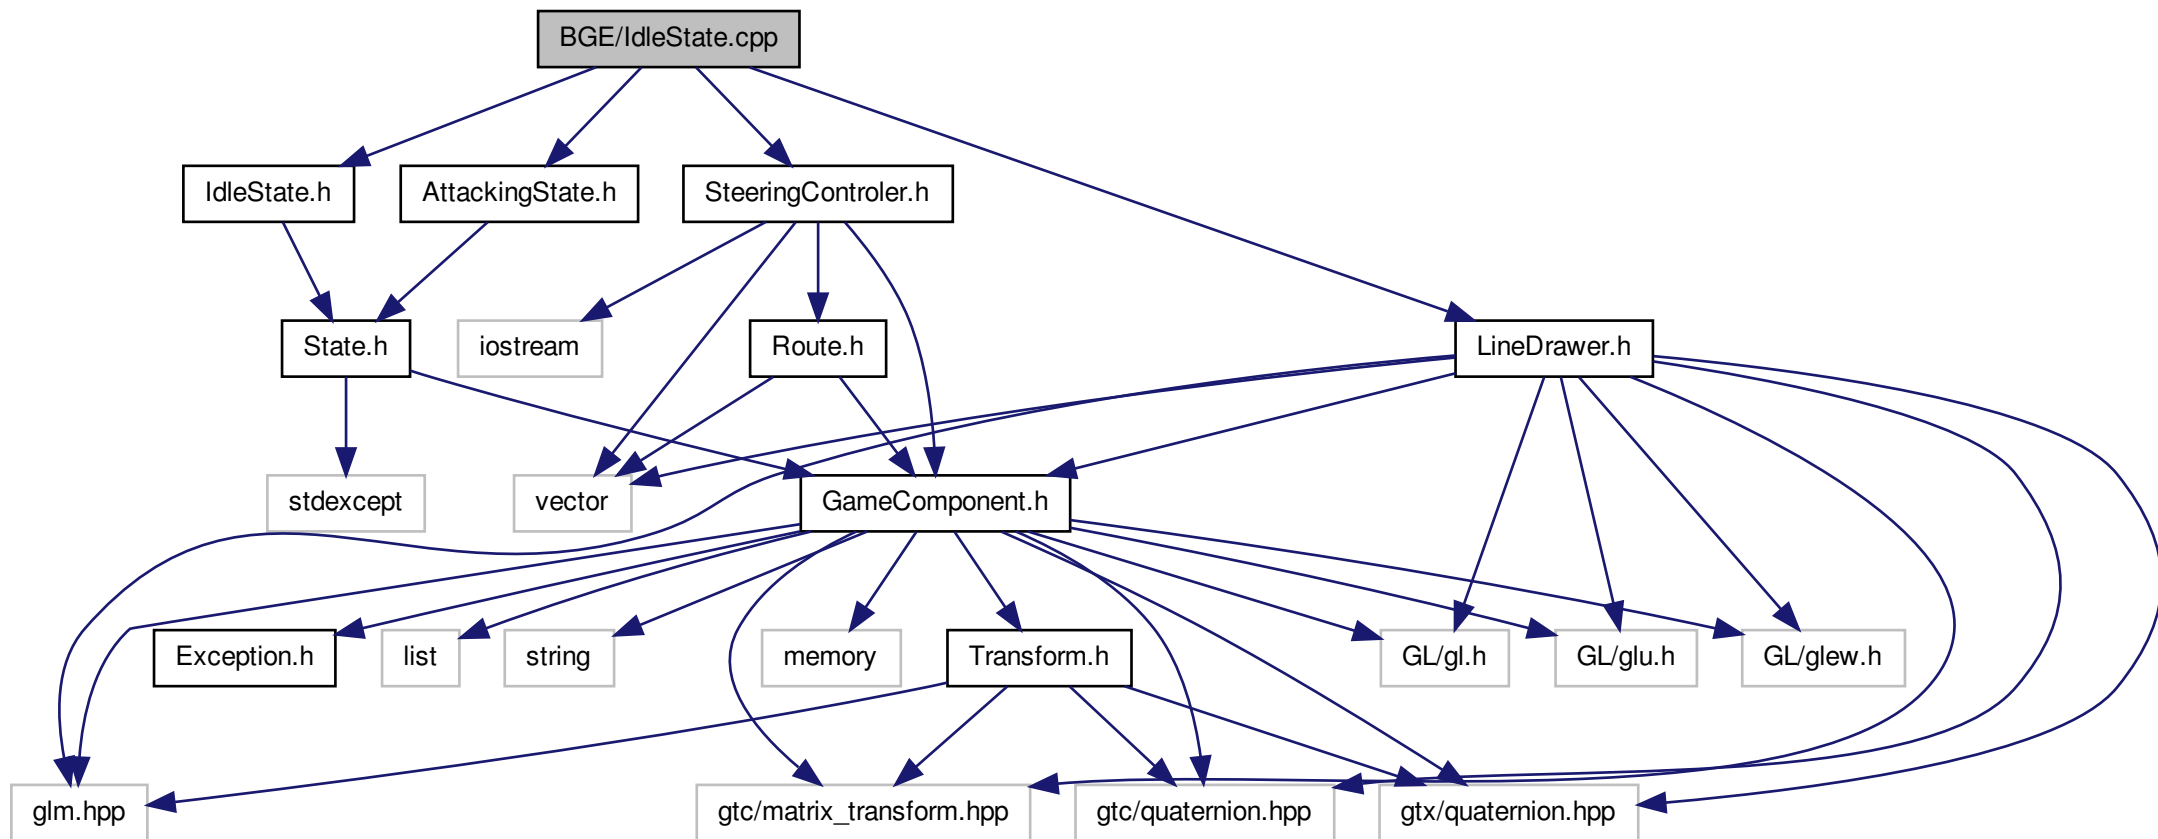 BGE/IdleState.cpp
IdleState.h
AttackingState.h
SteeringControler.h
State.h
iostream
Route.h
LineDrawer.h
stdexcept
vector
GameComponent.h
Exception.h
list
string
memory
Transform.h
GL/gl.h
GL/glu.h
GL/glew.h
glm.hpp
gtc/matrix_transform.hpp
gtc/quaternion.hpp
gtx/quaternion.hpp